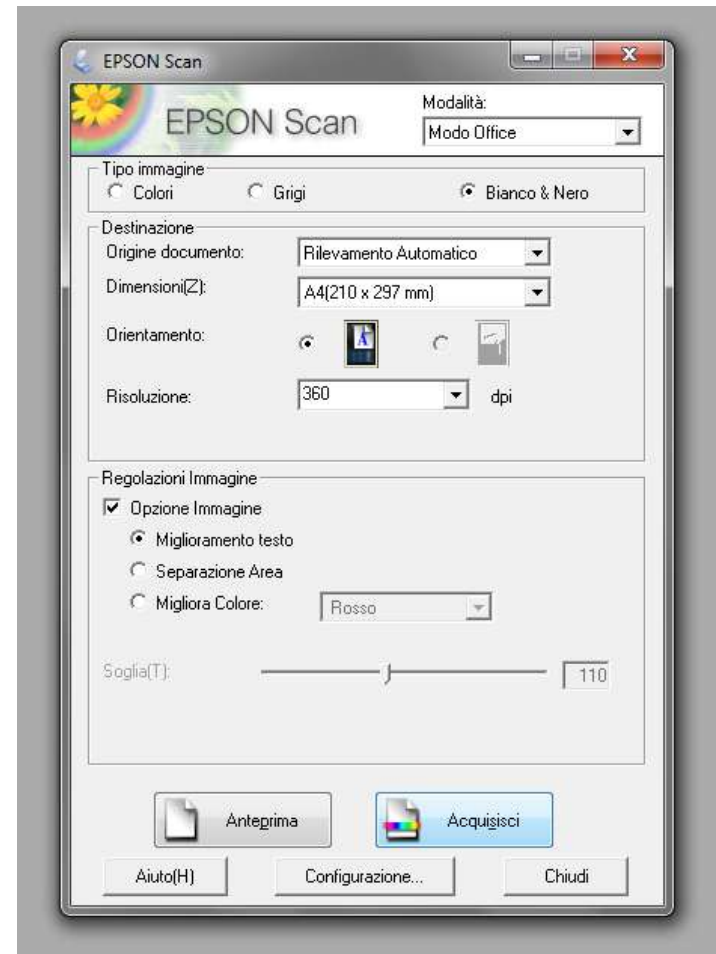 EPSON Scan
EPSON Scan
Modalità:
Modo Office
Tipo immagine
Colori Grigi Bianco & Nero
Destinazione
Origine documento: Rilevamento Automatico
Dimensioni(Z): A4(210 x 297 mm)
Orientamento: A
Risoluzione: 360 dpi
Regolazioni Immagine
Opzione Immagine
Miglioramento testo
Separazione Area
Migliora Colore: Rosso
Soglia(T): 110
Anteprima Acquisisci
Aiuto(H) Configurazione... Chiudi